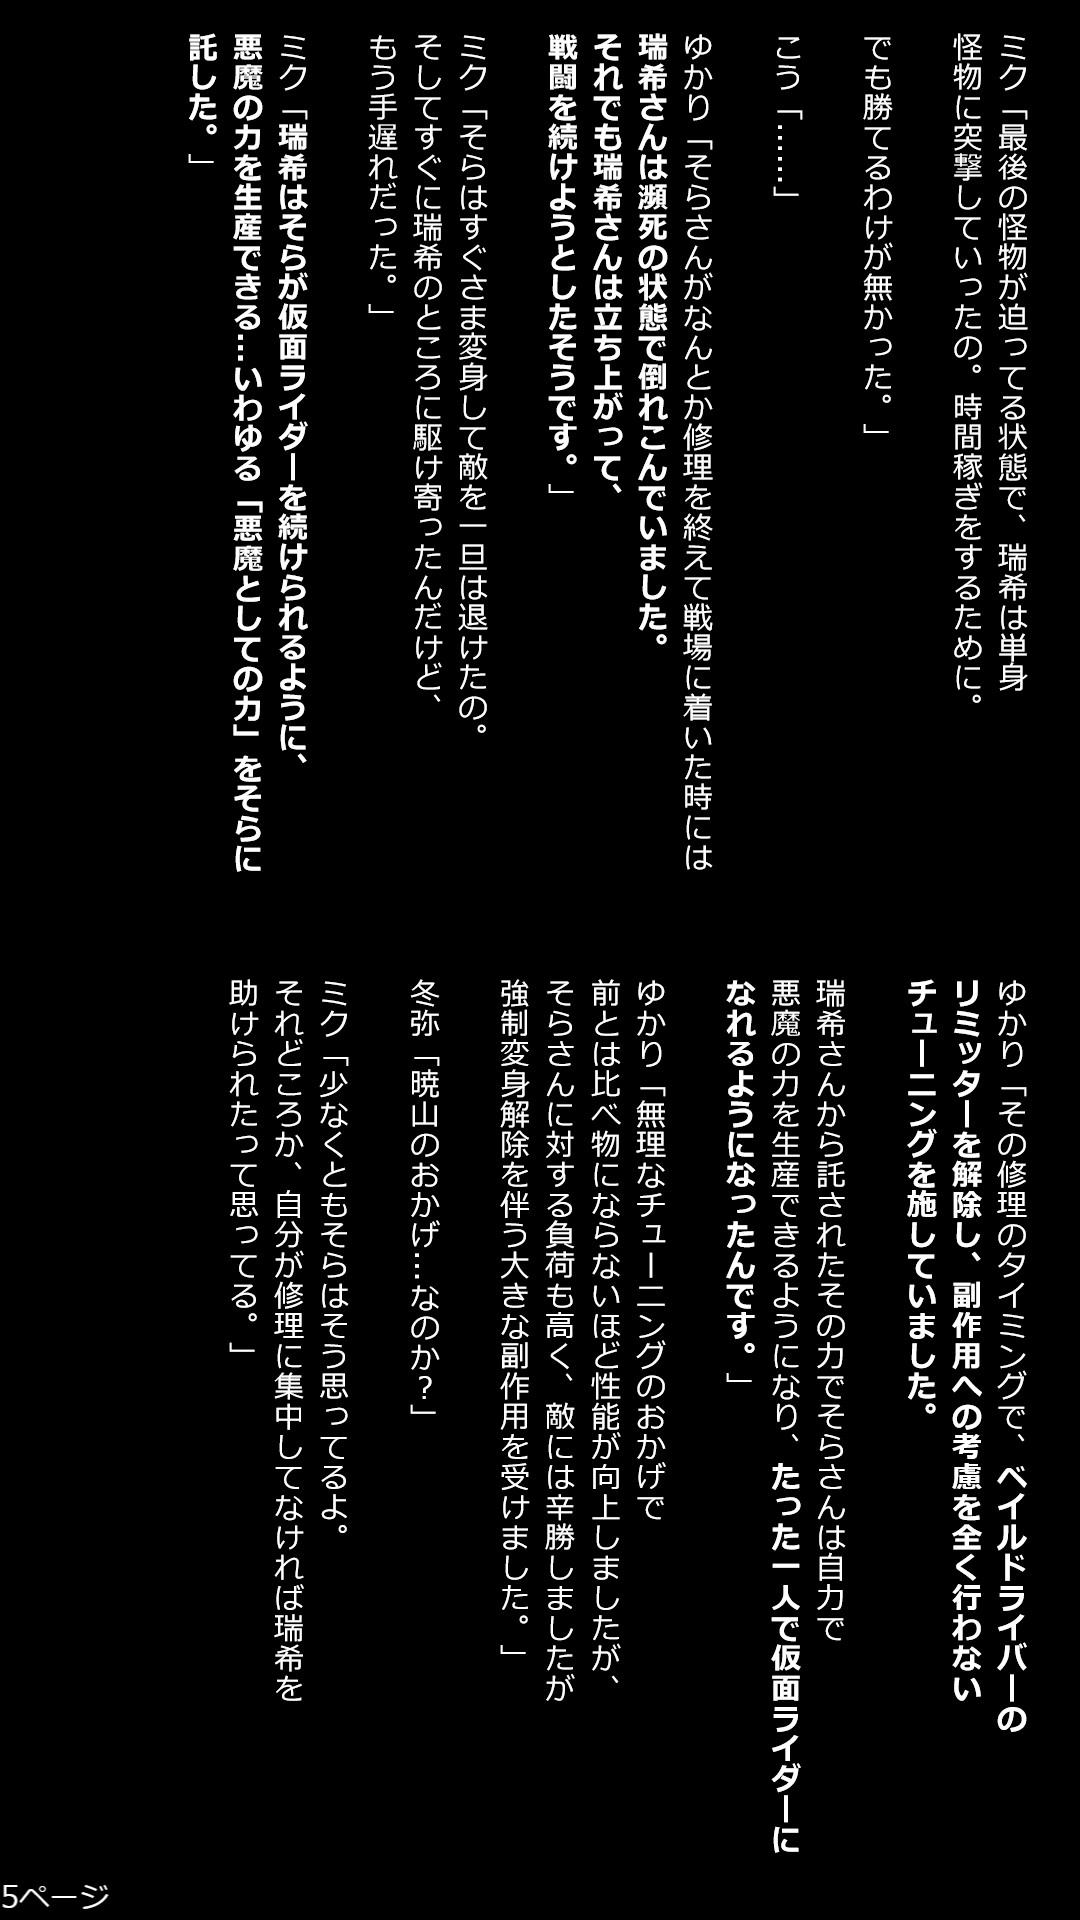 ミク「最後の怪物が迫ってる状態で、瑞希は単身
怪物に突撃していったの。時間稼ぎをするために。
でも勝てるわけが無かった。」
こう「……」
ゆかり「そらさんがなんとか修理を終えて戦場に着いた時には
瑞希さんは瀕死の状態で倒れこんでいました。
それでも瑞希さんは立ち上がって、
戦闘を続けようとしたそうです。」
ミク「そらはすぐさま変身して敵を一旦は退けたの。
そしてすぐに瑞希のところに駆け寄ったんだけど、
もう手遅れだった。」
ミク「瑞希はそらが仮面ライダーを続けられるように、
悪魔の力を生産できる…いわゆる「悪魔としての力」をそらに
託した。」
ゆかり「その修理のタイミングで、ベイルドライバーの
リミッターを解除し、副作用への考慮を全く行わない
チューニングを施していました。
瑞希さんから託されたその力でそらさんは自力で
悪魔の力を生産できるようになり、たった一人で仮面ライダーに
なれるようになったんです。」
ゆかり「無理なチューニングのおかげで
前とは比べ物にならないほど性能が向上しましたが、
そらさんに対する負荷も高く、敵には辛勝しましたが
強制変身解除を伴う大きな副作用を受けました。」
冬弥「暁山のおかげ…なのか？」
ミク「少なくともそらはそう思ってるよ。
それどころか、自分が修理に集中してなければ瑞希を
助けられたって思ってる。」
5ページ